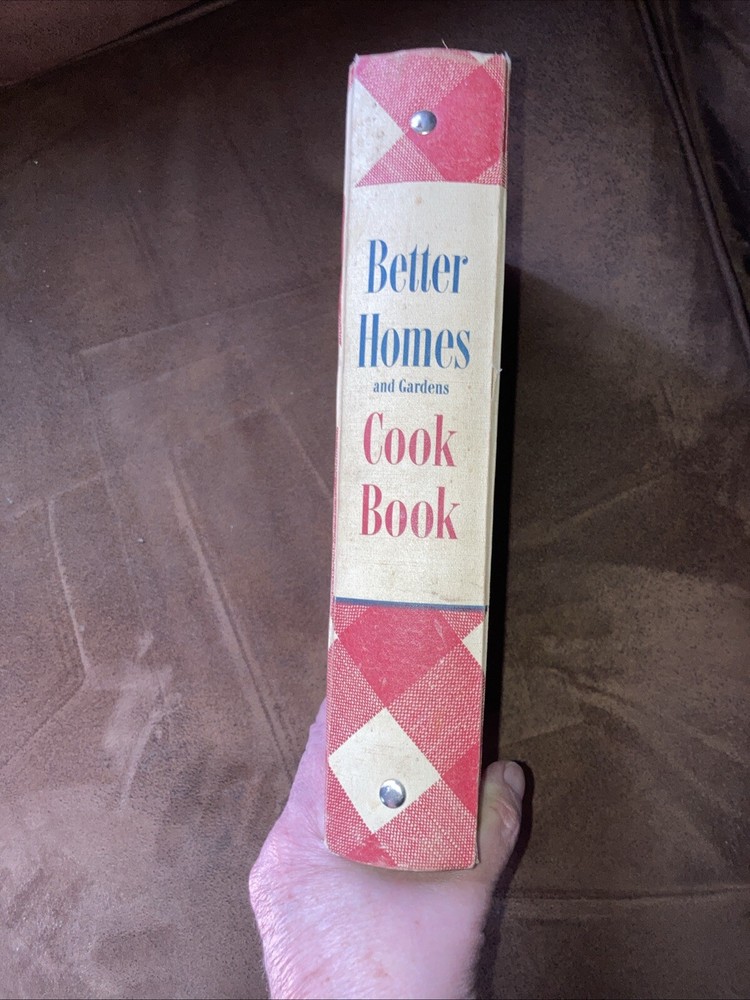 Better
Homes
and Gardens
Cook
Book